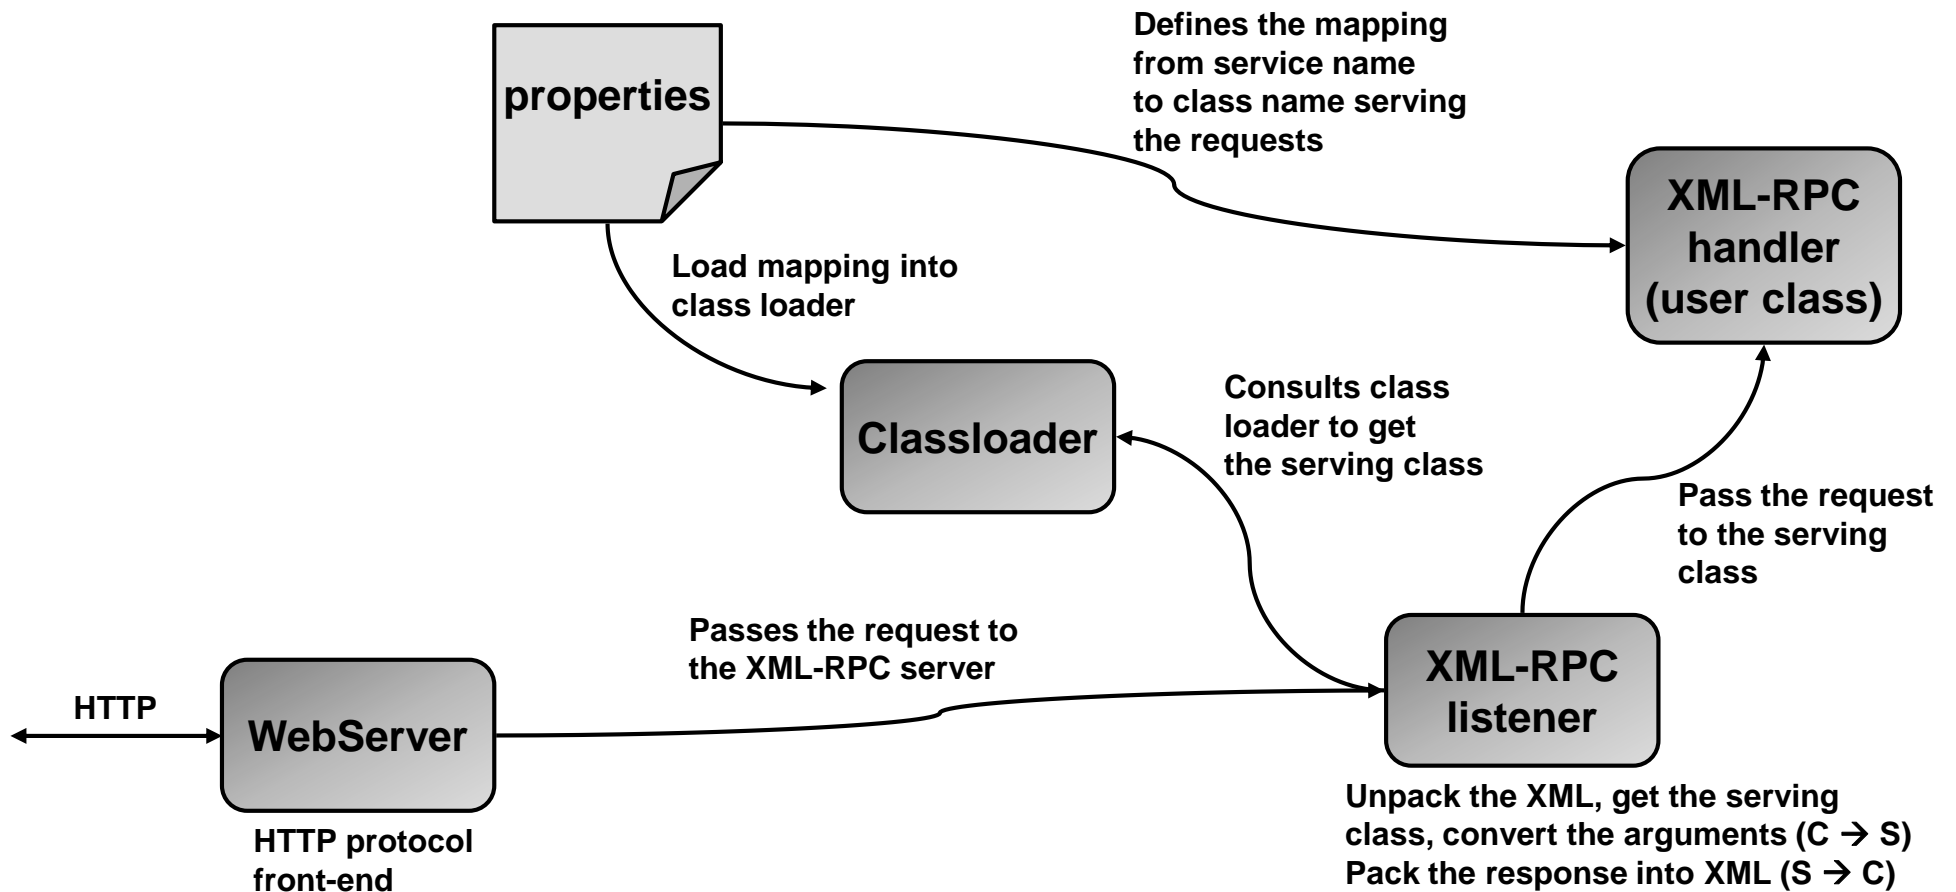 properties
Defines the mapping
from service name
to class name serving
the requests
XML-RPC
handler
(user class)
Load mapping into
class loader
Classloader
Consults class
loader to get
the serving class
Pass the request
to the serving
class
Passes the request to
the XML-RPC server
HTTP
WebServer
XML-RPC
listener
HTTP protocol
front-end
Unpack the XML, get the serving
class, convert the arguments (C → S)
Pack the response into XML (S → C)